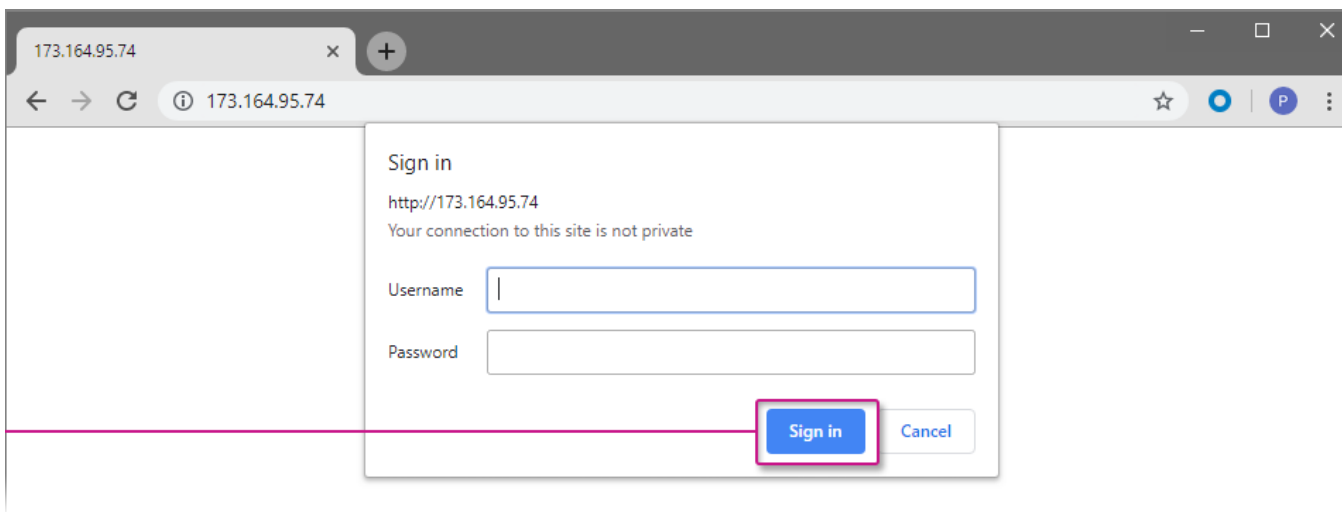 173.164.95.74
173.164.95.74
P
Sign in
http://173.164.95.74
Your connection to this site is not private
Username
Password
Sign in Cancel